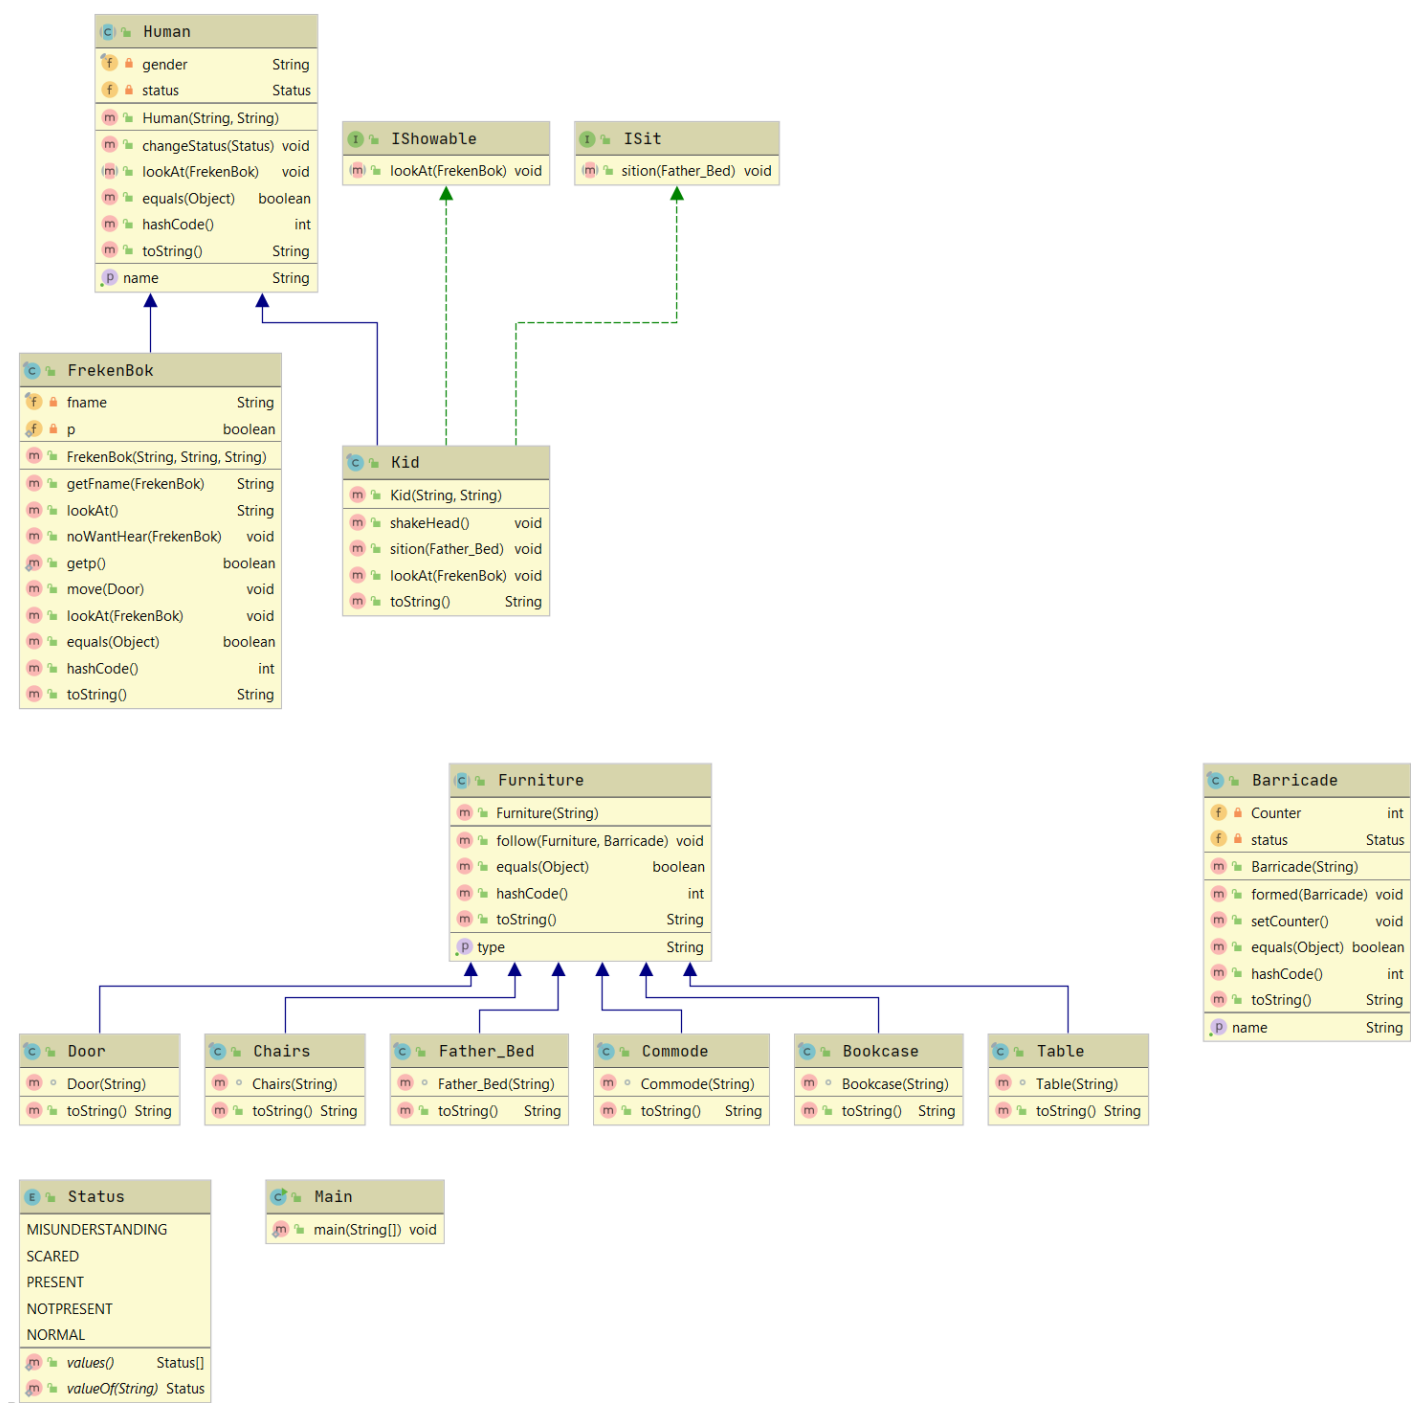 Human
gender String
status Status
Human(String, String)
changeStatus(Status) void
lookAt(FrekenBok) void
equals(Object) boolean
hashCode() int
toString() String
name String
IShowable
lookAt(FrekenBok) void
ISit
sition(Father_Bed) void
FrekenBok
fname String
p boolean
FrekenBok(String, String, String)
getFname(FrekenBok) String
lookAt() String
noWantHear(FrekenBok) void
getp() boolean
move(Door) void
lookAt(FrekenBok) void
equals(Object) boolean
hashCode() int
toString() String
Kid
Kid(String, String)
shakeHead() void
sition(Father_Bed) void
lookAt(FrekenBok) void
toString() String
Furniture
Furniture(String)
follow(Furniture, Barricade) void
equals(Object) boolean
hashCode() int
toString() String
type String
Barricade
Counter int
status Status
Barricade(String)
formed(Barricade) void
setCounter() void
equals(Object) boolean
hashCode() int
toString() String
name String
Door
Door(String)
toString() String
Chairs
Chairs(String)
toString() String
Father_Bed
Father_Bed(String)
toString() String
Commode
Commode(String)
toString() String
Bookcase
Bookcase(String)
toString() String
Table
Table(String)
toString() String
Status
MISUNDERSTANDING
SCARED
PRESENT
NOTPRESENT
NORMAL
values() Status[]
valueOf(String) Status
Main
main(String[]) void